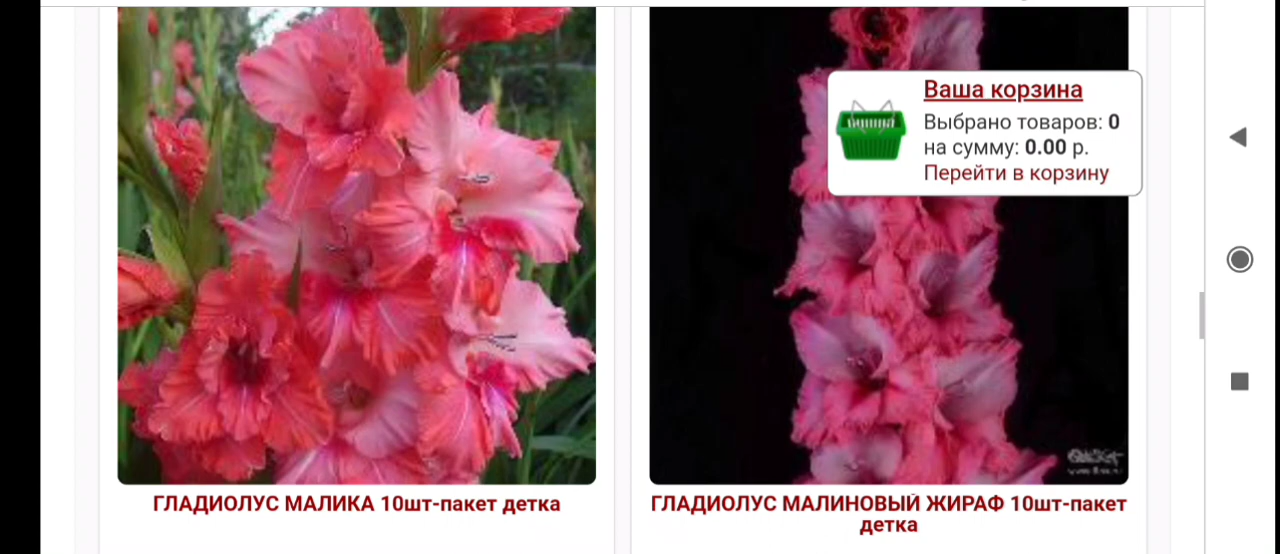 Ваша корзина
Выбрано товаров: 0
на сумму: 0.00 р.
Перейти в корзину
ГЛАДИОЛУС МАЛИКА 10шт-пакет детка
ГЛАДИОЛУС МАЛИНОВЫЙ ЖИРАФ 10шт-пакет
детка